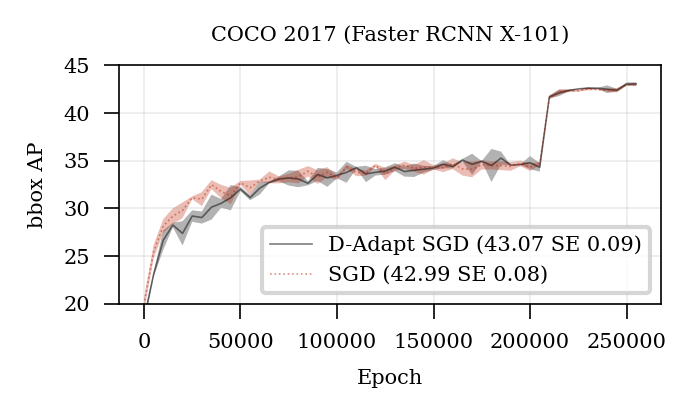 COCO 2017 (Faster RCNN X-101)
45
40
35
30
25
20
bbox AP
D-Adapt SGD (43.07 SE 0.09)
SGD (42.99 SE 0.08)
0 50000 100000 150000 200000 250000
Epoch